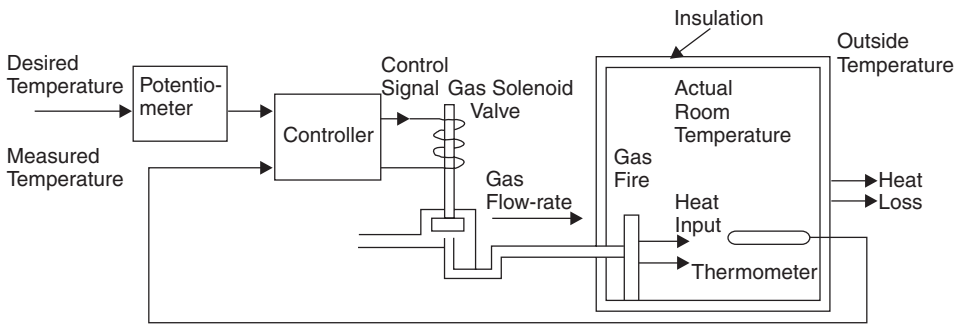 Insulation
Outside
Temperature
Desired
Temperature
Potentio-
meter
Control
Signal
Gas Solenoid
Valve
Actual
Room
Temperature
Controller
Measured
Temperature
Gas
Fire
Gas
Flow-rate
Heat
Input
Heat
Loss
Thermometer